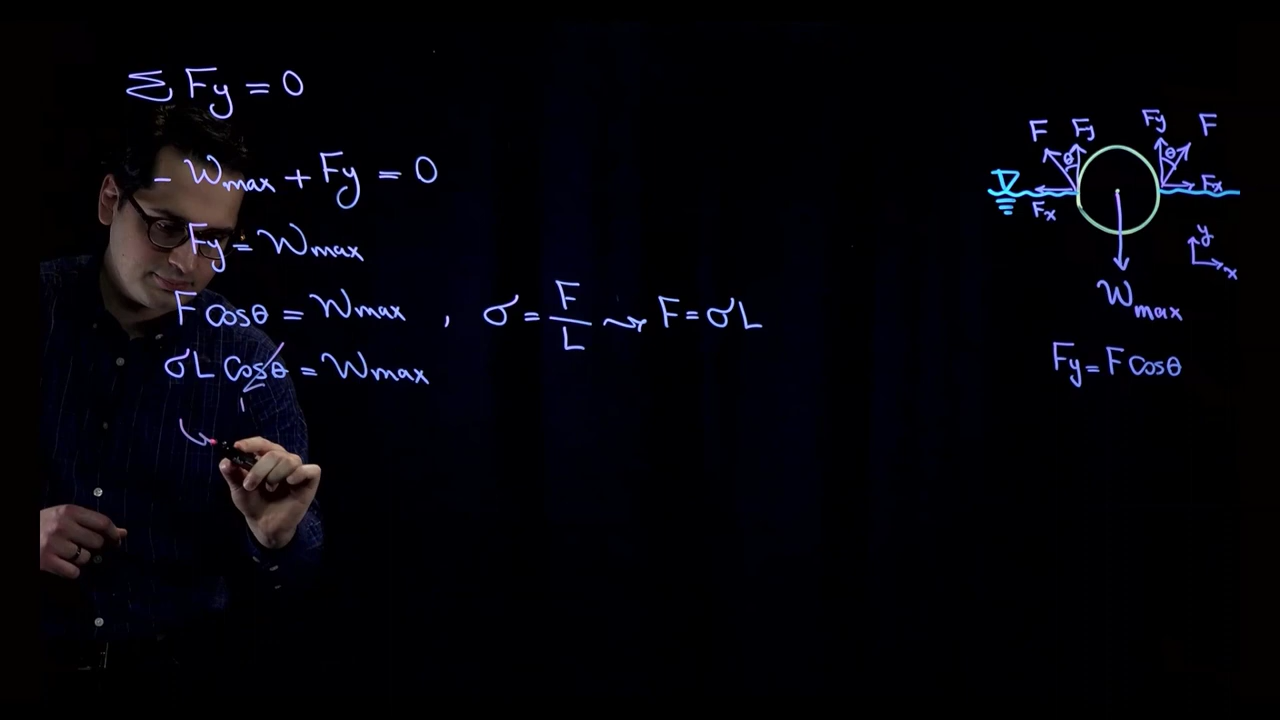 Σ Fy = 0
- Wmax + Fy = 0
Fy = Wmax
F Cosθ = Wmax , σ = F/L ⇝ F = σL
σL Cosθ = Wmax
1
F Fy Fy F
θ θ
Fx Fx
y
x
Wmax
Fy = F Cosθ